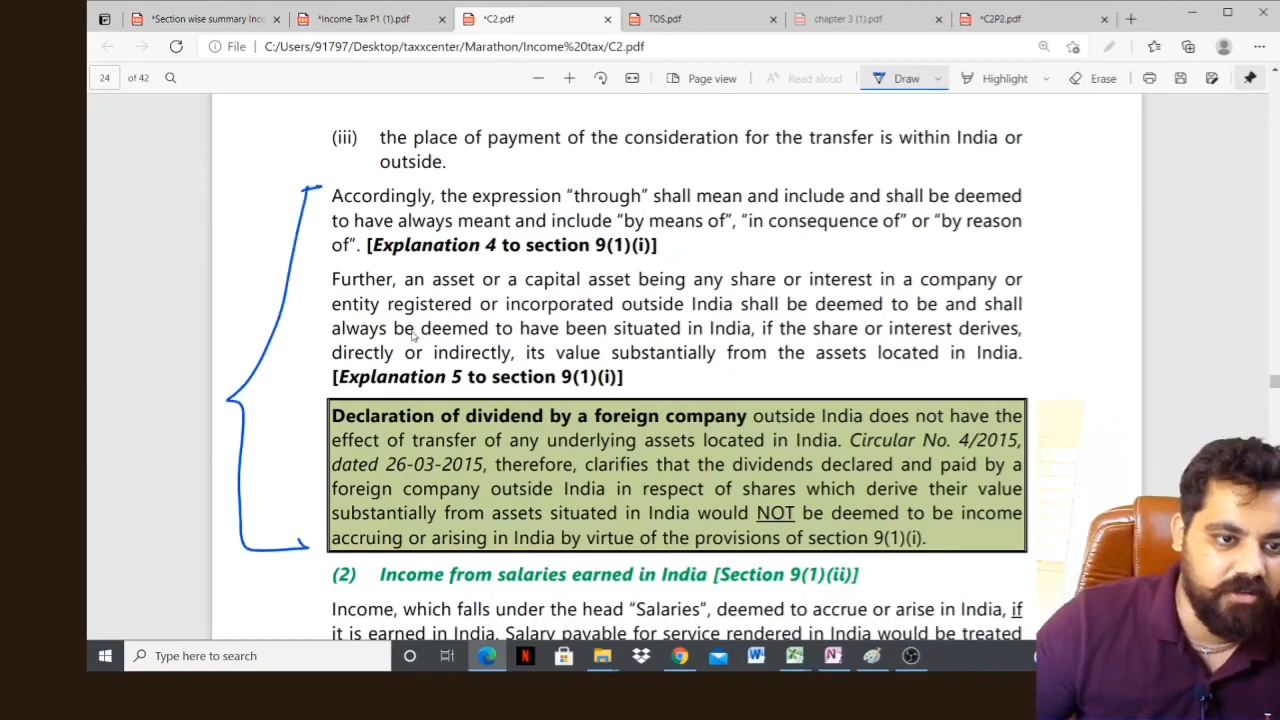 *Section wise summary Inco
*Income Tax P1 (1).pdf
*C2.pdf
TOS.pdf
chapter 3 (1).pdf
*C2P2.pdf
File
C:/Users/91797/Desktop/taxxcenter/Marathon/Income%20tax/C2.pdf
24
of 42
Page view
Read aloud
Draw
Highlight
Erase
(iii) the place of payment of the consideration for the transfer is within India or
outside.
Accordingly, the expression “through” shall mean and include and shall be deemed
to have always meant and include “by means of”, “in consequence of” or “by reason
of”. [Explanation 4 to section 9(1)(i)]
Further, an asset or a capital asset being any share or interest in a company or
entity registered or incorporated outside India shall be deemed to be and shall
always be deemed to have been situated in India, if the share or interest derives,
directly or indirectly, its value substantially from the assets located in India.
[Explanation 5 to section 9(1)(i)]
Declaration of dividend by a foreign company outside India does not have the
effect of transfer of any underlying assets located in India. Circular No. 4/2015,
dated 26-03-2015, therefore, clarifies that the dividends declared and paid by a
foreign company outside India in respect of shares which derive their value
substantially from assets situated in India would NOT be deemed to be income
accruing or arising in India by virtue of the provisions of section 9(1)(i).
(2) Income from salaries earned in India [Section 9(1)(ii)]
Income, which falls under the head “Salaries”, deemed to accrue or arise in India, if
it is earned in India. Salary payable for service rendered in India would be treated
Type here to search